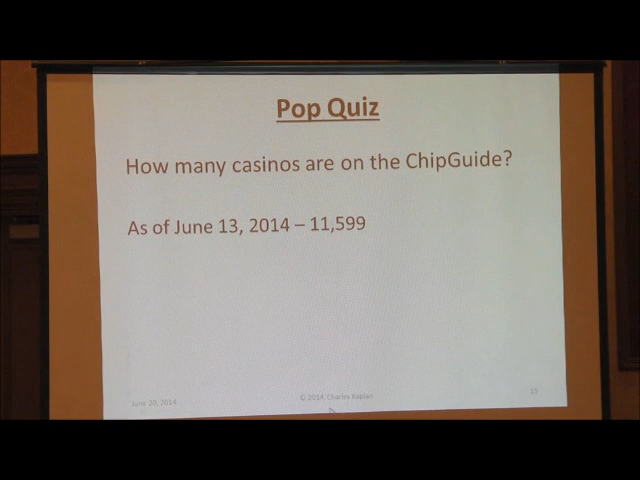 Pop Quiz
How many casinos are on the ChipGuide?
As of June 13, 2014 – 11,599
June 20, 2014
© 2014, Charles Kaplan
15